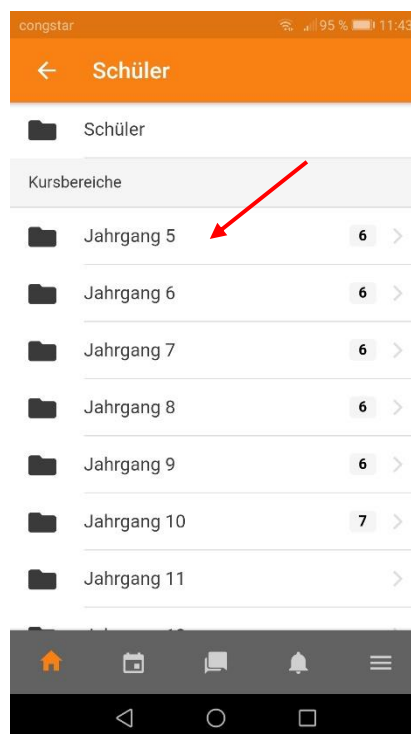 congstar 95 % 11:43
Schüler
Schüler
Kursbereiche
Jahrgang 5 6
Jahrgang 6 6
Jahrgang 7 6
Jahrgang 8 6
Jahrgang 9 6
Jahrgang 10 7
Jahrgang 11